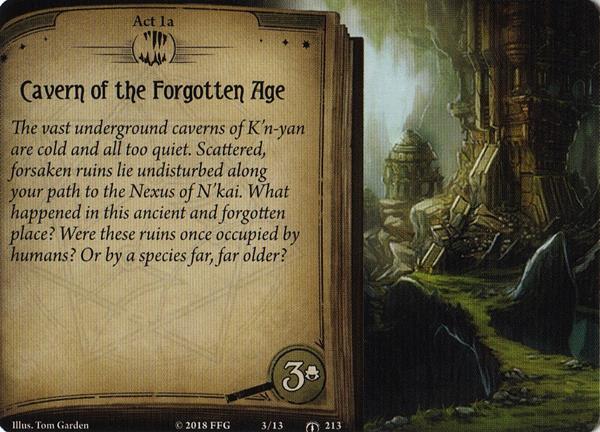 Act 1a
Cavern of the Forgotten Age
The vast underground caverns of K'n-yan
are cold and all too quiet. Scattered,
forsaken ruins lie undisturbed along
your path to the Nexus of N'kai. What
happened in this ancient and forgotten
place? Were these ruins once occupied by
humans? Or by a species far, far older?
3
Illus. Tom Garden © 2018 FFG 3/13 213